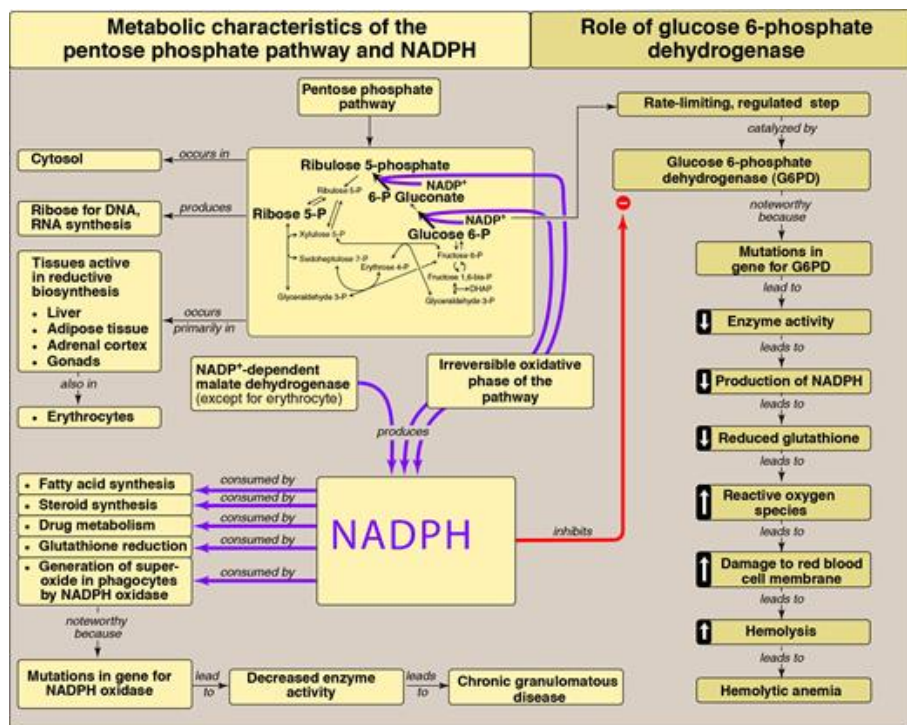 Metabolic characteristics of the
pentose phosphate pathway and NADPH
Role of glucose 6-phosphate
dehydrogenase
Pentose phosphate
pathway
Cytosol
occurs in
Ribose for DNA,
RNA synthesis
produces
Tissues active
in reductive
biosynthesis
• Liver
• Adipose tissue
• Adrenal cortex
• Gonads
occurs
primarily in
also in
• Erythrocytes
Ribulose 5-phosphate
NADP+
Ribulose 5-P
6-P Gluconate
Ribose 5-P
NADP+
Glucose 6-P
Xylulose 5-P
Sedoheptulose 7-P
Erythrose 4-P
Fructose 6-P
Fructose 1,6-bis-P
DHAP
Glyceraldehyde 3-P
Glyceraldehyde 3-P
NADP+-dependent
malate dehydrogenase
(except for erythrocyte)
Irreversible oxidative
phase of the
pathway
produces
NADPH
inhibits
• Fatty acid synthesis
consumed by
• Steroid synthesis
consumed by
• Drug metabolism
consumed by
• Glutathione reduction
consumed by
• Generation of super-
oxide in phagocytes
by NADPH oxidase
consumed by
noteworthy
because
Mutations in gene for
NADPH oxidase
lead
to
Decreased enzyme
activity
leads
to
Chronic granulomatous
disease
Rate-limiting, regulated step
catalyzed by
Glucose 6-phosphate
dehydrogenase (G6PD)
noteworthy
because
Mutations in
gene for G6PD
lead to
Enzyme activity
leads to
Production of NADPH
leads to
Reduced glutathione
leads to
Reactive oxygen
species
leads to
Damage to red blood
cell membrane
leads to
Hemolysis
leads to
Hemolytic anemia